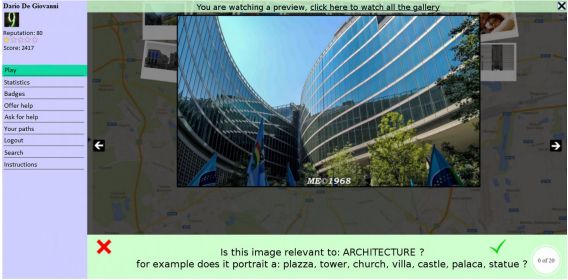 Dario De Giovanni
Reputation: 80
Score: 2417
Play
Statistics
Badges
Offer help
Ask for help
Your paths
Logout
Search
Instructions
You are watching a preview, click here to watch all the gallery
ME©1968
Is this image relevant to: ARCHITECTURE ?
for example does it portrait a: plazza, tower, church, villa, castle, palaca, statue ?
0 of 20